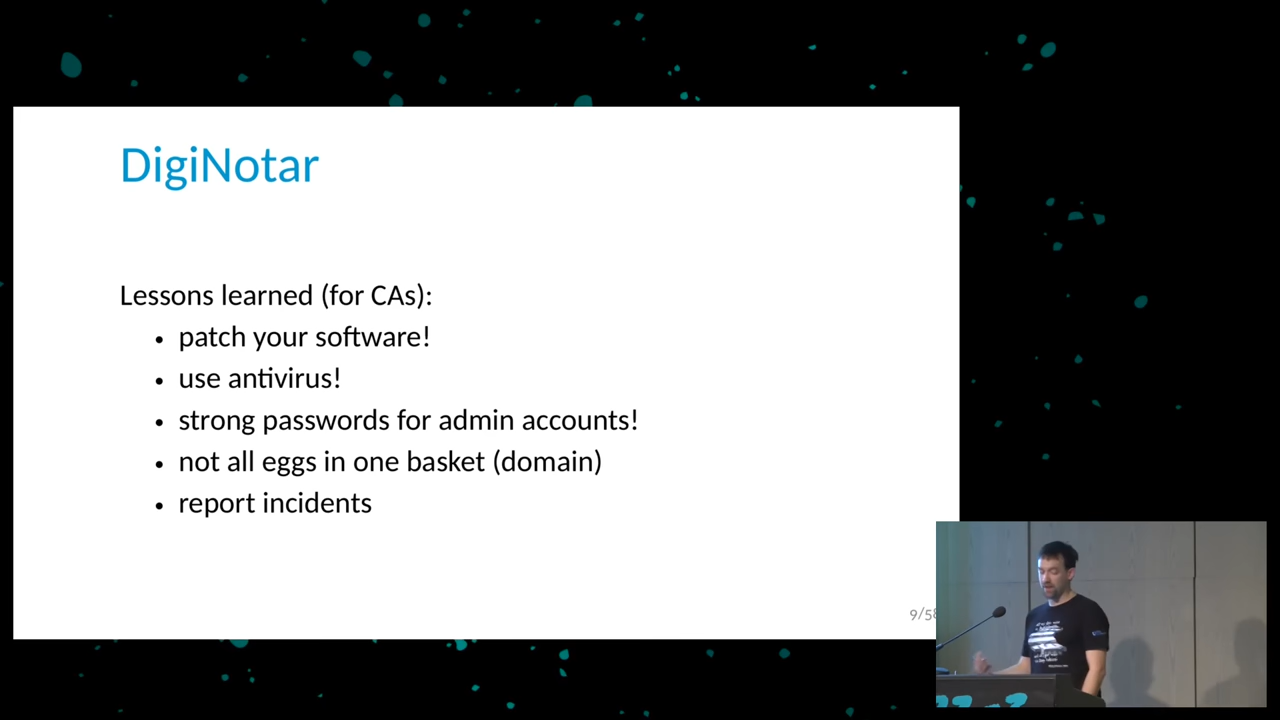 DigiNotar
Lessons learned (for CAs):
• patch your software!
• use antivirus!
• strong passwords for admin accounts!
• not all eggs in one basket (domain)
• report incidents